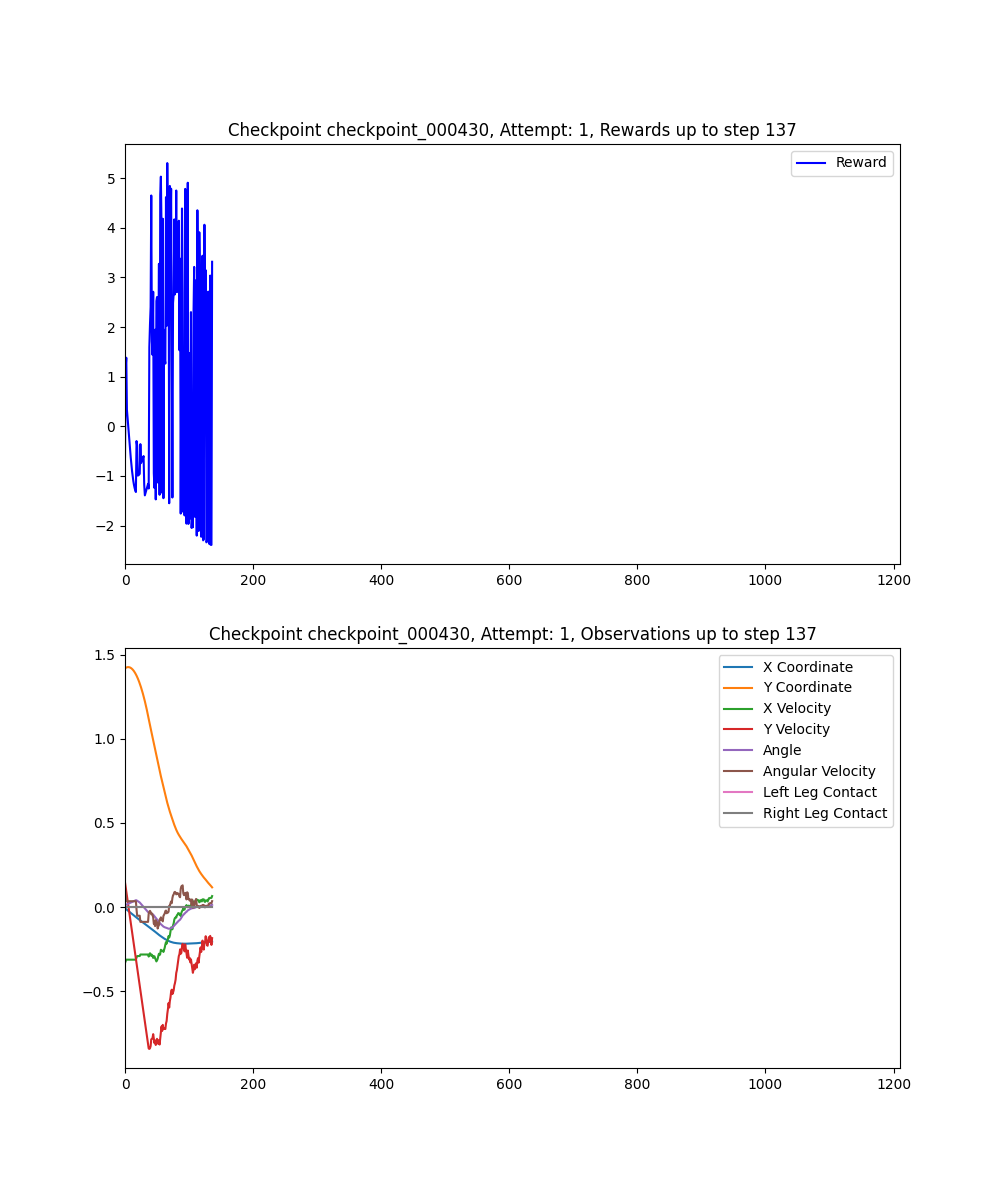 Checkpoint checkpoint_000430, Attempt: 1, Rewards up to step 137
Reward
5
4
3
2
1
0
−1
−2
0 200 400 600 800 1000 1200
Checkpoint checkpoint_000430, Attempt: 1, Observations up to step 137
1.5
X Coordinate
Y Coordinate
X Velocity
1.0
Y Velocity
Angle
Angular Velocity
Left Leg Contact
Right Leg Contact
0.5
0.0
−0.5
0 200 400 600 800 1000 1200